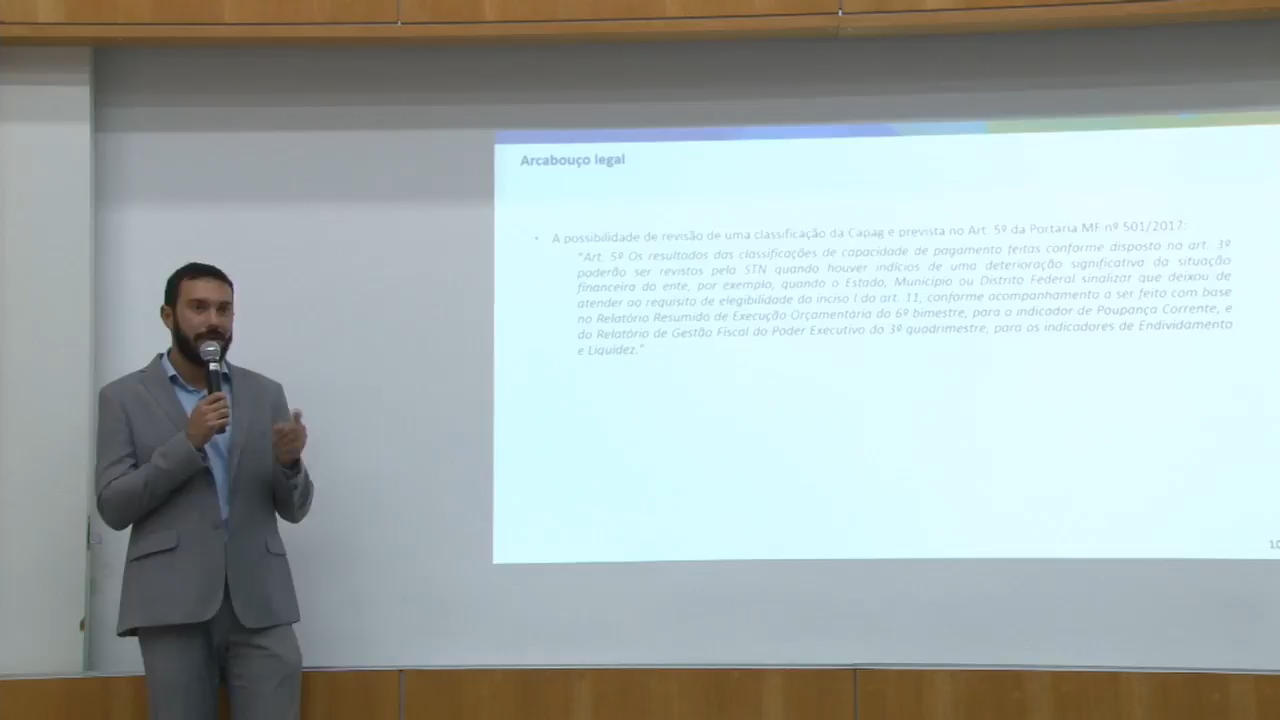 Arcabouço legal
• A possibilidade de revisão de uma classificação da Capag e prevista no Art. 5º da Portaria MF nº 501/2017:
"Art. 5º Os resultados das classificações de capacidade de pagamento feitas conforme disposto no art. 3º
poderão ser revistos pela STN quando houver indícios de uma deterioração significativa da situação
financeira do ente, por exemplo, quando o Estado, Município ou Distrito Federal sinalizar que deixou de
atender ao requisito de elegibilidade do inciso I do art. 11, conforme acompanhamento a ser feito com base
no Relatório Resumido de Execução Orçamentária do 6º bimestre, para o indicador de Poupança Corrente, e
do Relatório de Gestão Fiscal do Poder Executivo do 3º quadrimestre, para os indicadores de Endividamento
e Liquidez."
10